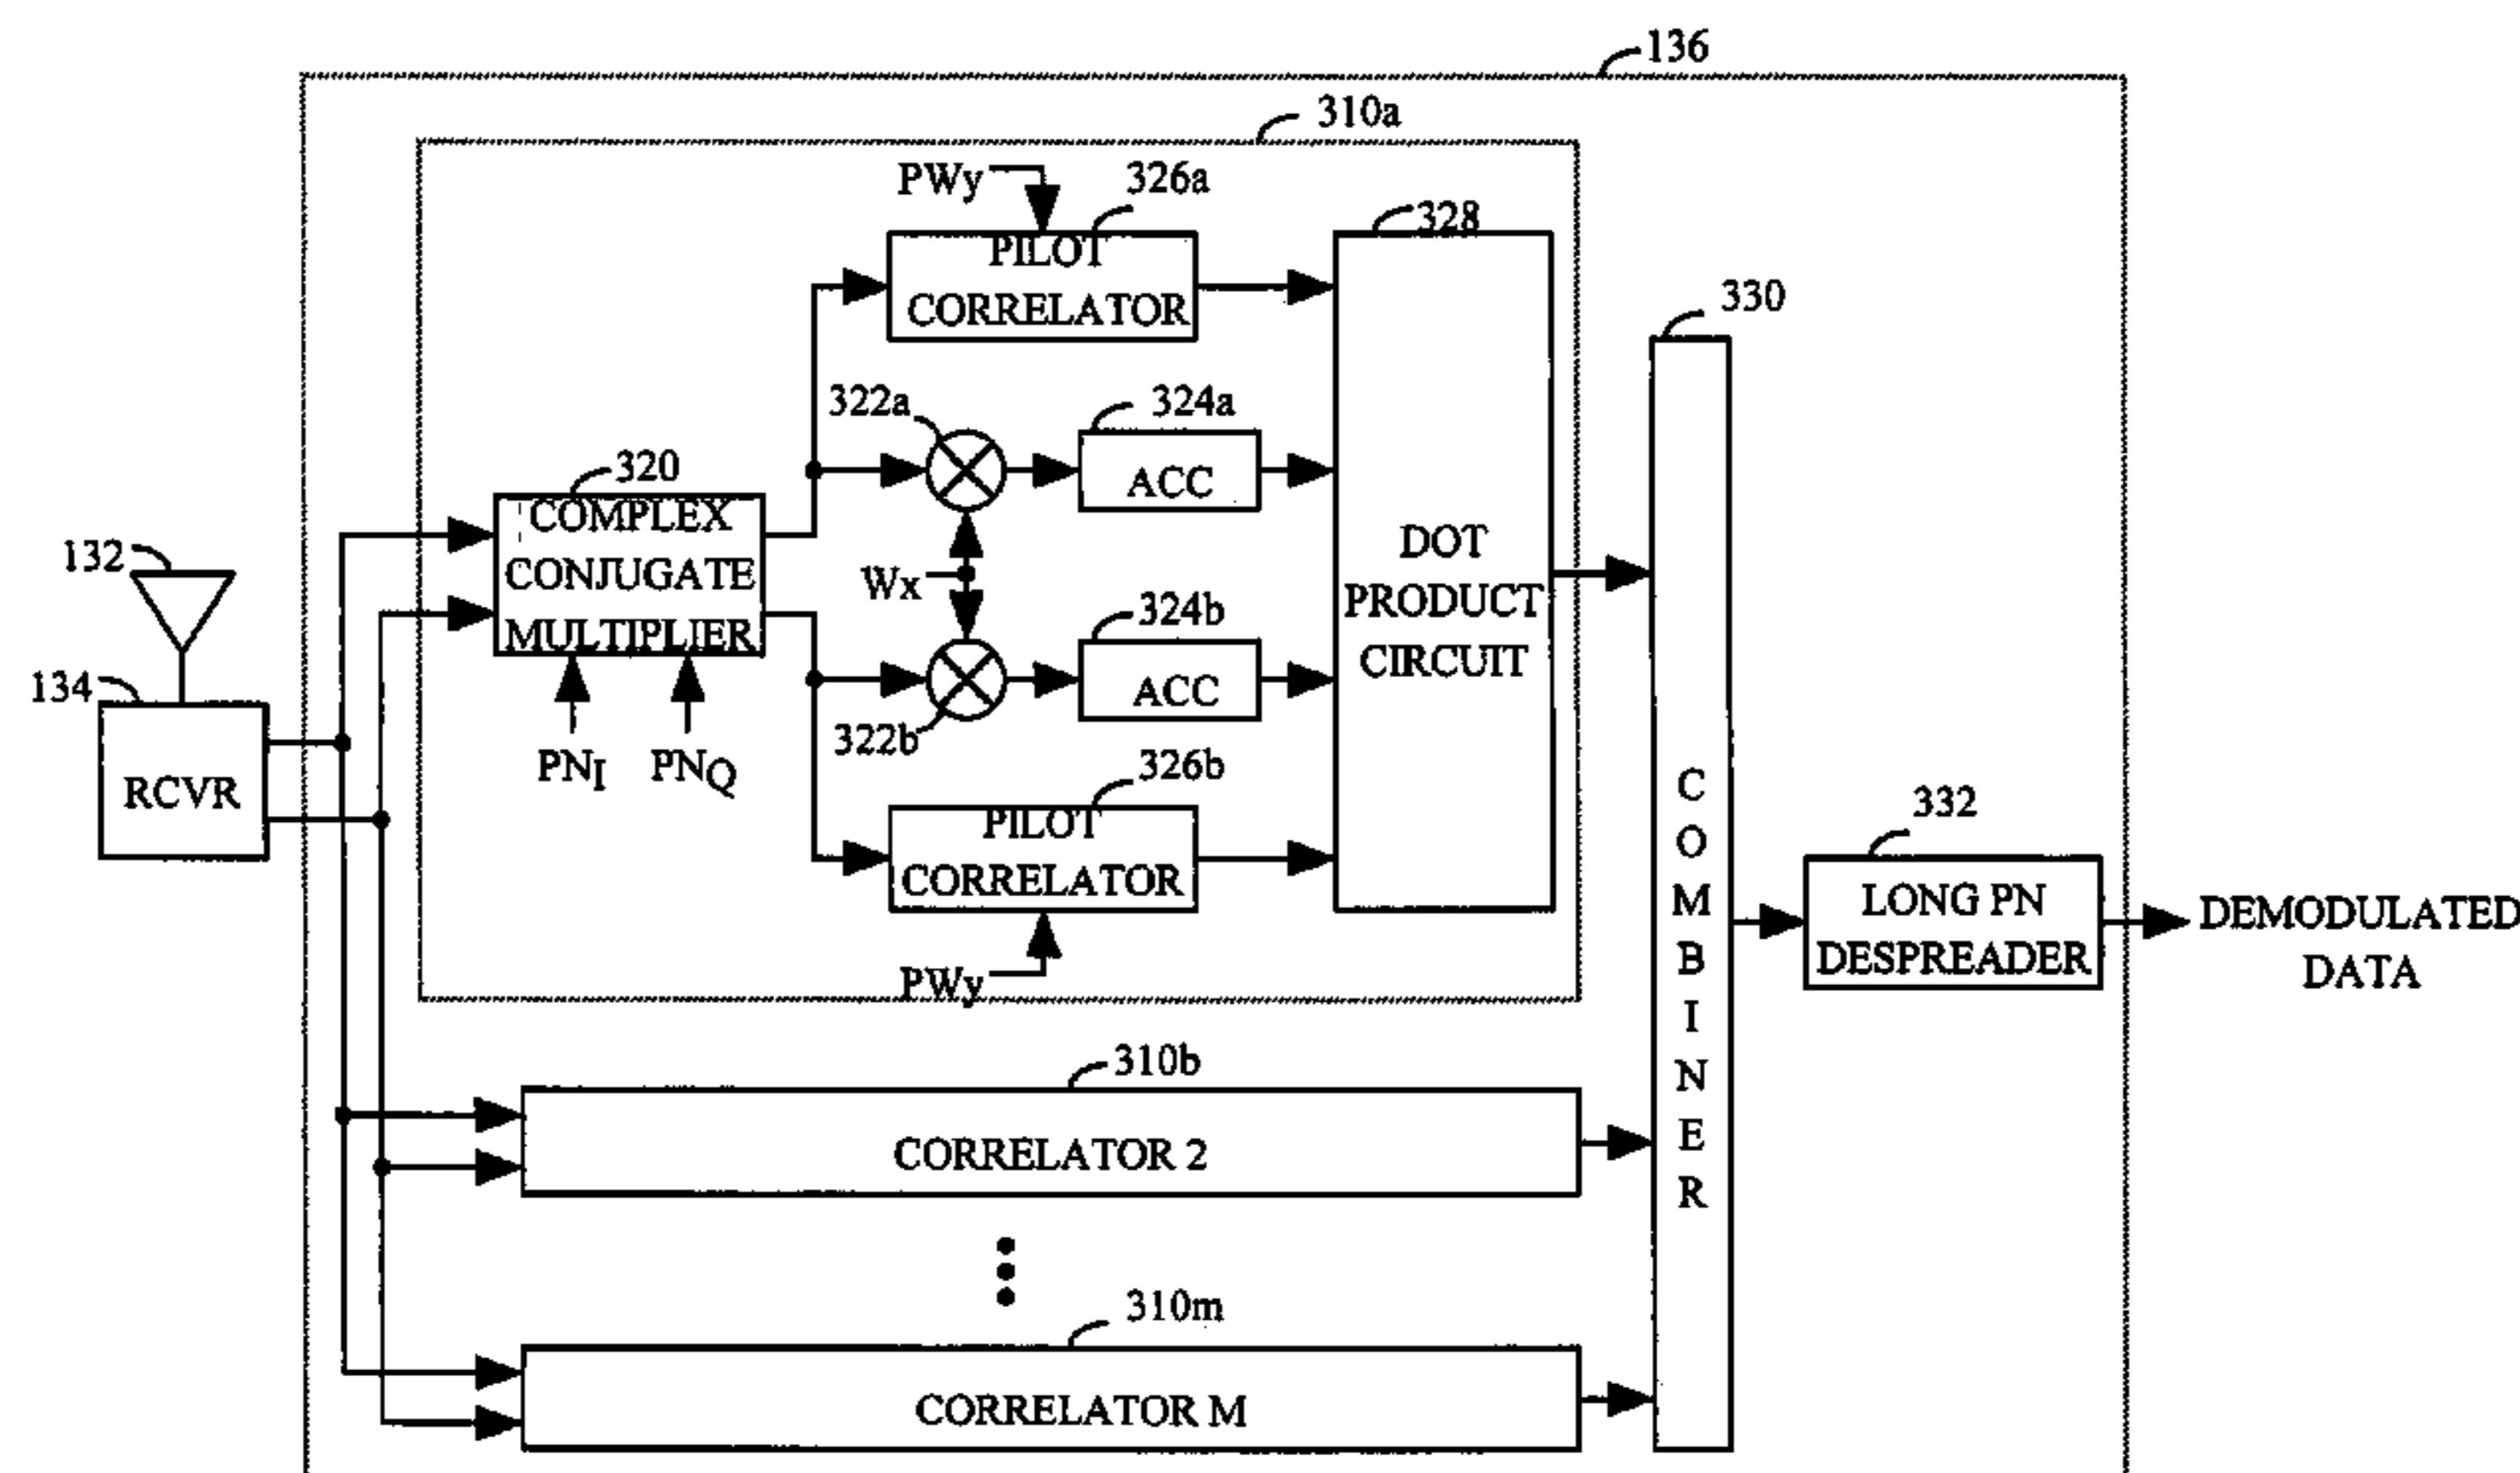 136
310a
PWy
326a
328
PILOT
CORRELATOR
330
322a
324a
ACC
320
COMPLEX
CONJUGATE
MULTIPLIER
132
Wx
DOT
PRODUCT
CIRCUIT
324b
ACC
134
RCVR
322b
PNI
PNQ
326b
PILOT
CORRELATOR
PWy
C
O
M
B
I
N
E
R
332
LONG PN
DESPREADER
DEMODULATED
DATA
310b
CORRELATOR 2
310m
CORRELATOR M